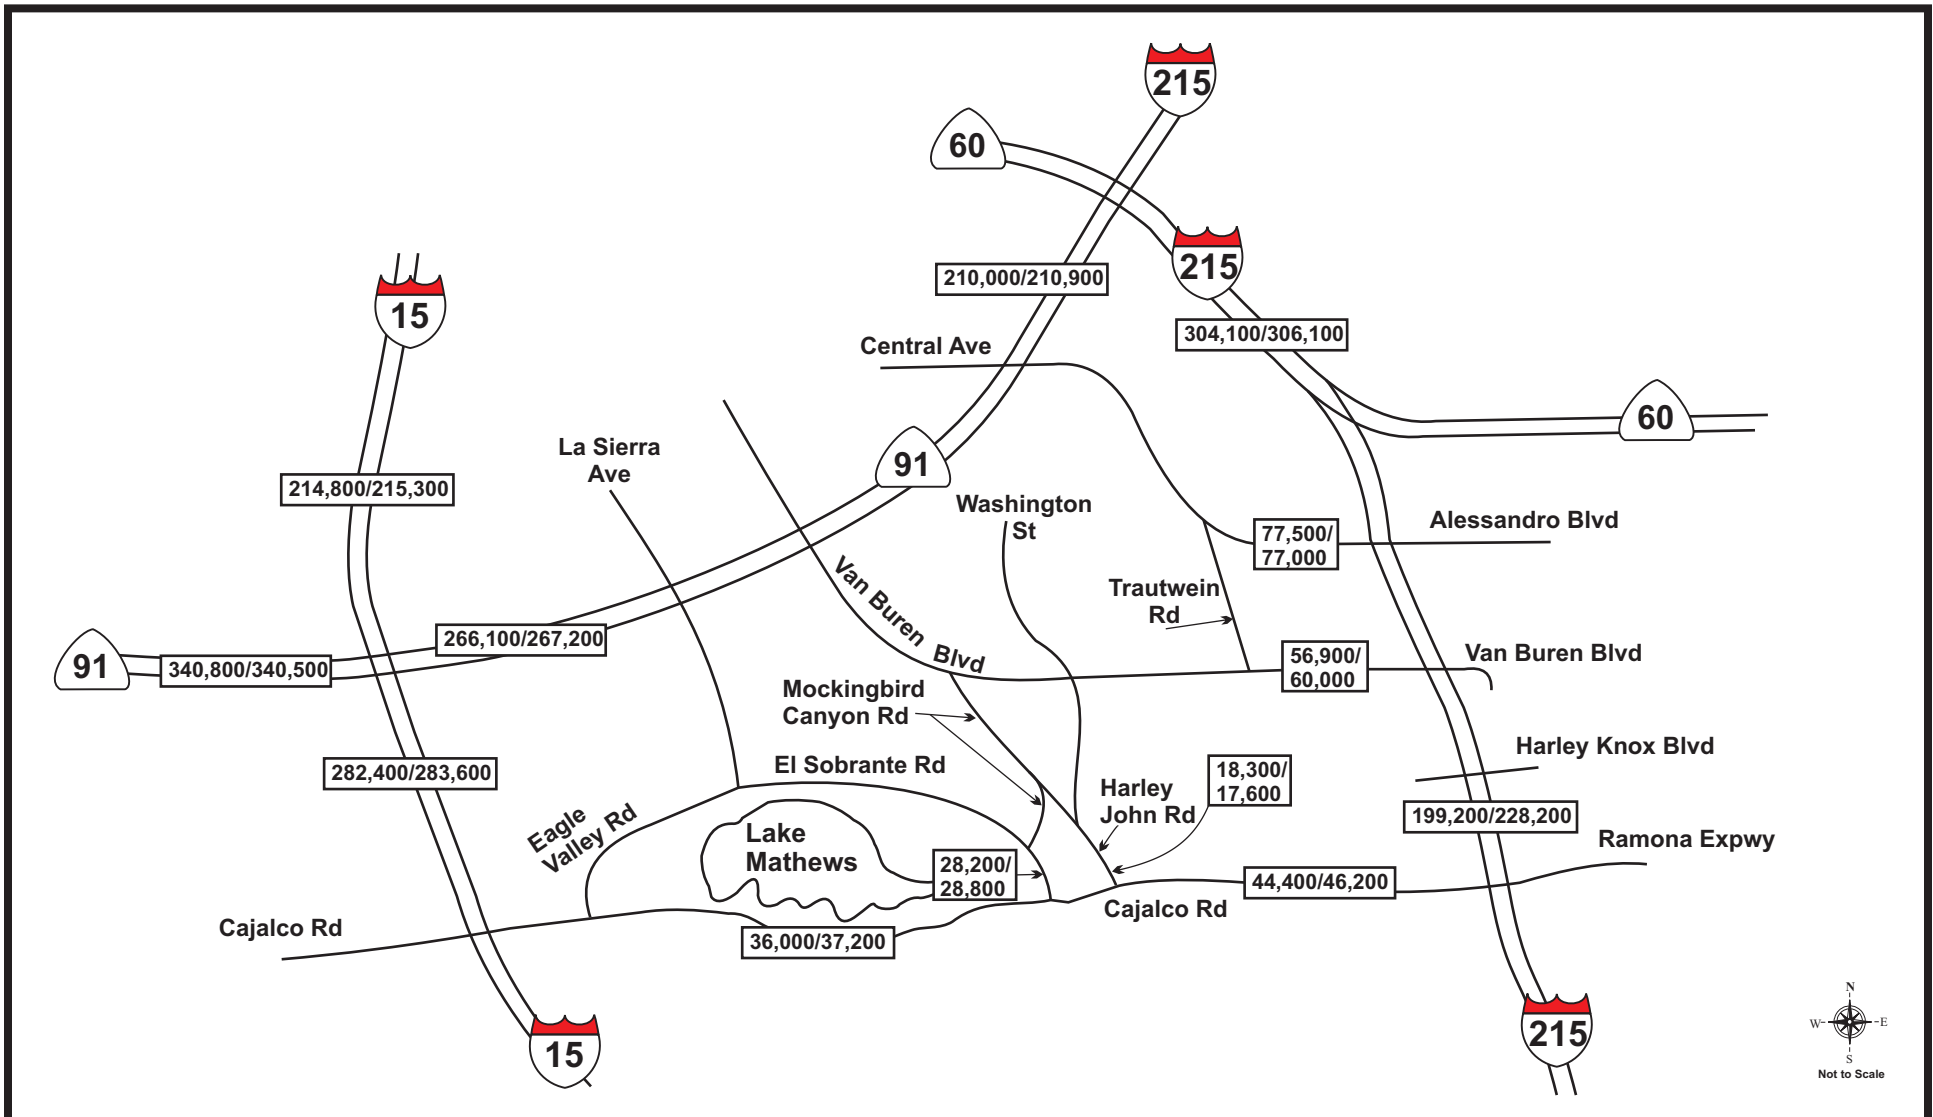 215
60
215
210,000/210,900
15
304,100/306,100
Central Ave
60
La Sierra
Ave
91
214,800/215,300
Washington
St
Alessandro Blvd
77,500/
77,000
Van Buren Blvd
Trautwein
Rd
266,100/267,200
91
340,800/340,500
56,900/
60,000
Van Buren Blvd
Mockingbird
Canyon Rd
282,400/283,600
El Sobrante Rd
18,300/
17,600
Harley Knox Blvd
Harley
John Rd
Eagle
Valley Rd
Lake
Mathews
199,200/228,200
Ramona Expwy
28,200/
28,800
44,400/46,200
Cajalco Rd
Cajalco Rd
36,000/37,200
15
215
N
W
E
S
Not to Scale